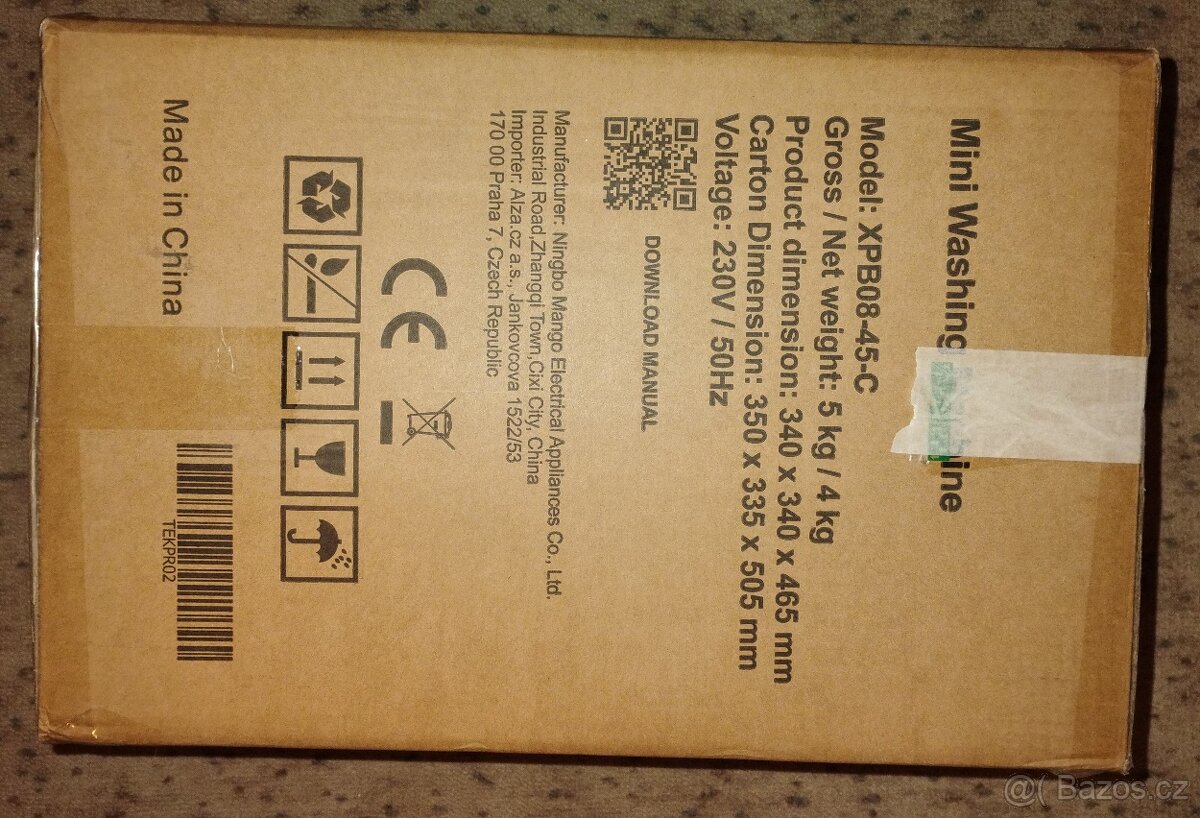 Mini Washing ine
Model: XPB08-45-C
Gross / Net weight: 5 kg / 4 kg
Product dimension: 340 x 340 x 465 mm
Carton Dimension: 350 x 335 x 505 mm
Voltage: 230V / 50Hz
DOWNLOAD MANUAL
Manufacturer: Ningbo Mango Electrical Appliances Co., Ltd.
Industrial Road,Zhangqi Town,Cixi City, China
Importer: Alza.cz a.s., Jankovcova 1522/53
170 00 Praha 7, Czech Republic
CE
TEKPR02
Made in China
@( Bazos.cz